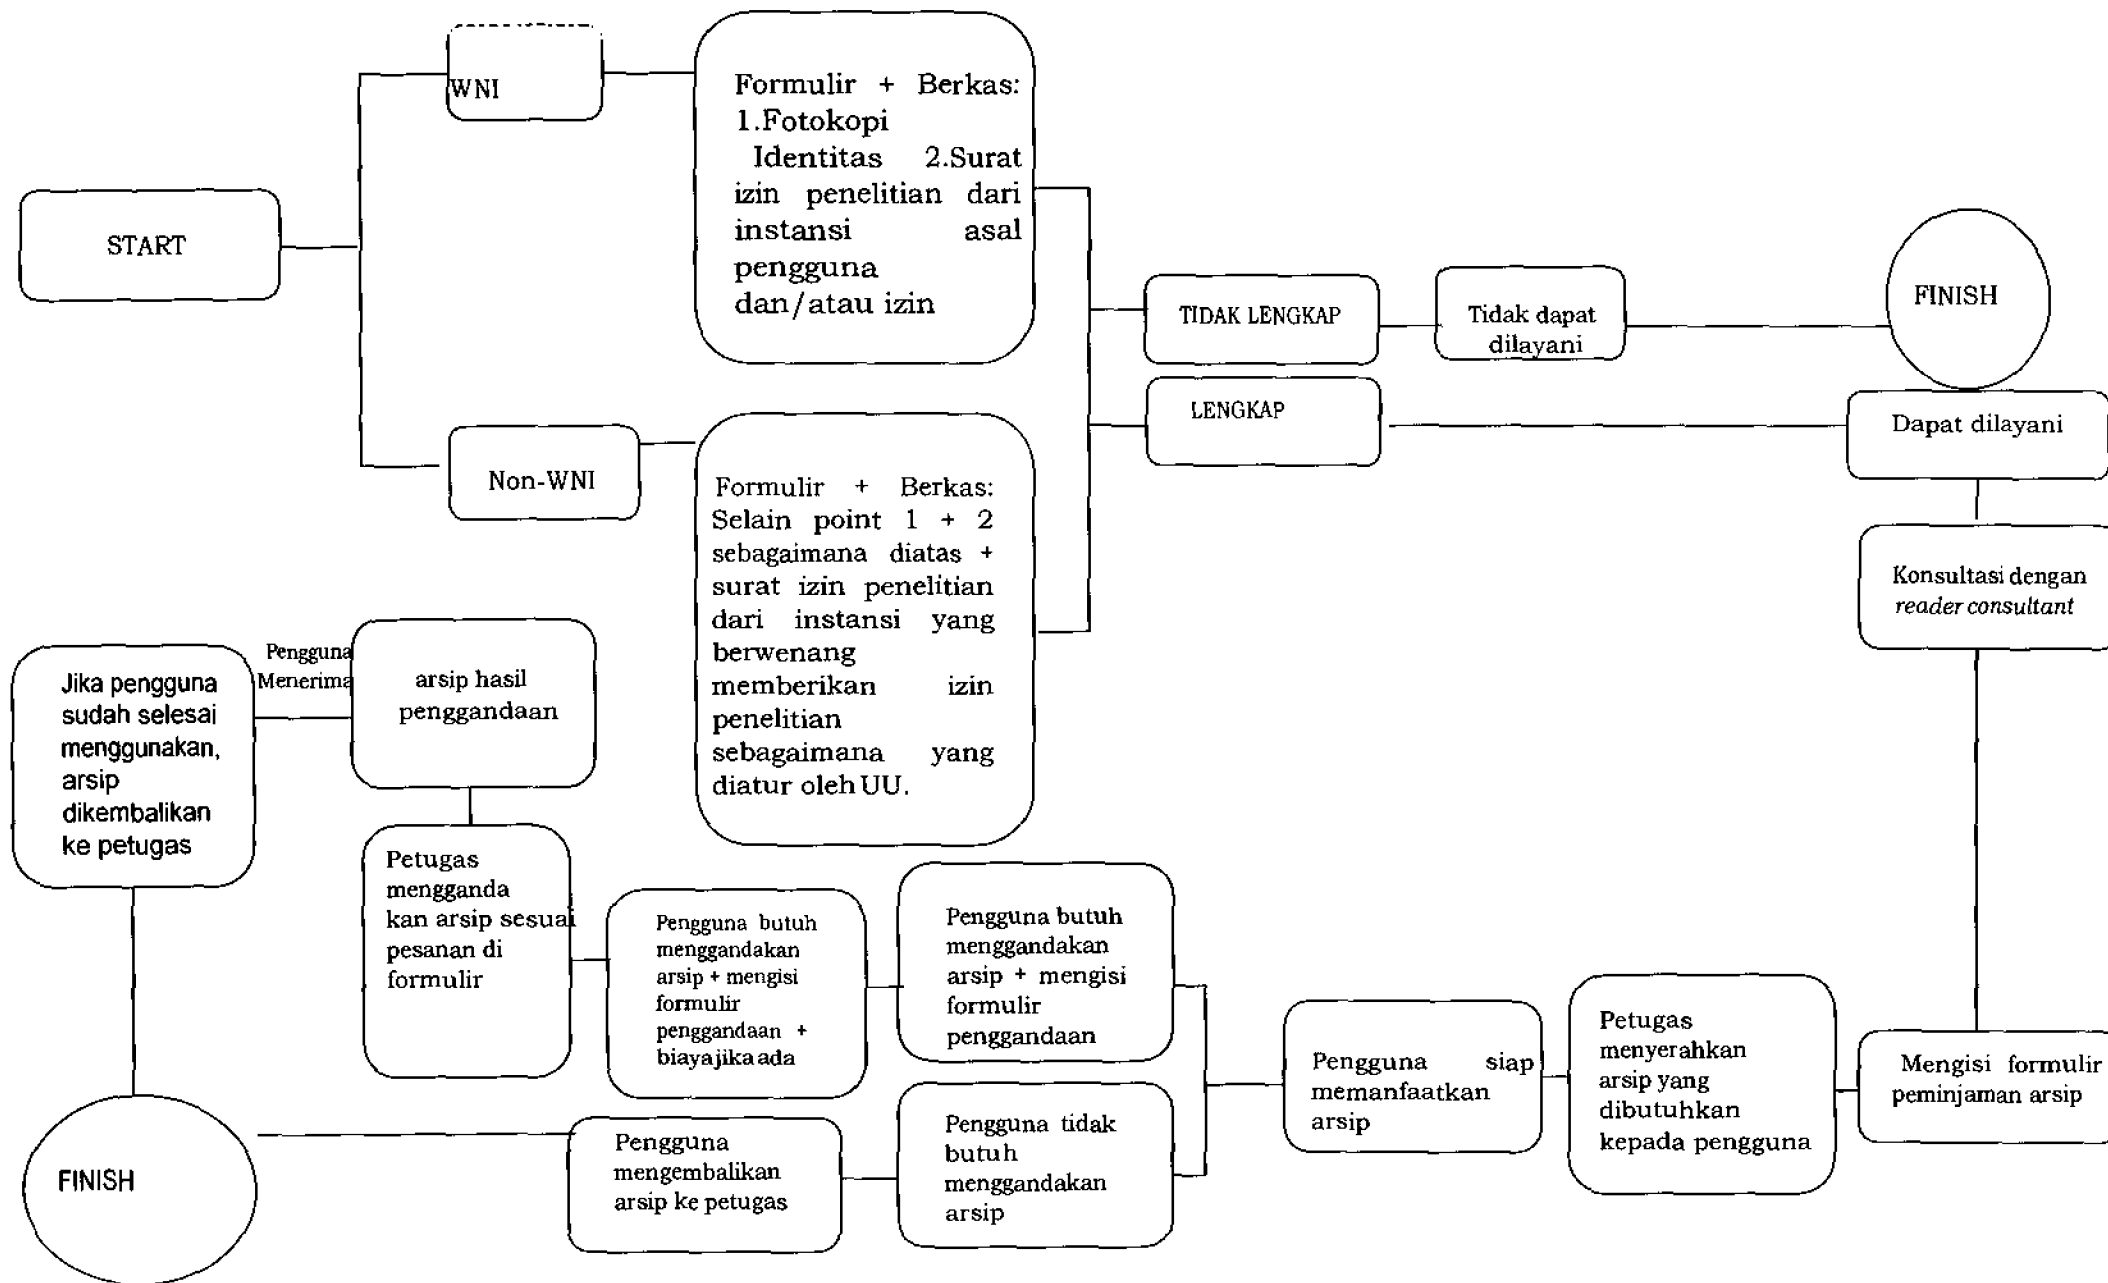 START
WNI
Formulir + Berkas:
1.Fotokopi
Identitas 2.Surat
izin penelitian dari
instansi asal
pengguna
dan/atau izin
Non-WNI
Formulir + Berkas:
Selain point 1 + 2
sebagaimana diatas +
surat izin penelitian
dari instansi yang
berwenang
memberikan izin
penelitian
sebagaimana yang
diatur oleh UU.
TIDAK LENGKAP
Tidak dapat
dilayani
FINISH
LENGKAP
Dapat dilayani
Konsultasi dengan
reader consultant
Mengisi formulir
peminjaman arsip
Petugas
menyerahkan
arsip yang
dibutuhkan
kepada pengguna
Pengguna siap
memanfaatkan
arsip
Pengguna butuh
menggandakan
arsip + mengisi
formulir
penggandaan
Pengguna butuh
menggandakan
arsip + mengisi
formulir
penggandaan +
biaya jika ada
Petugas
mengganda
kan arsip sesuai
pesanan di
formulir
arsip hasil
penggandaan
Pengguna
Menerima
Jika pengguna
sudah selesai
menggunakan,
arsip
dikembalikan
ke petugas
Pengguna tidak
butuh
menggandakan
arsip
Pengguna
mengembalikan
arsip ke petugas
FINISH